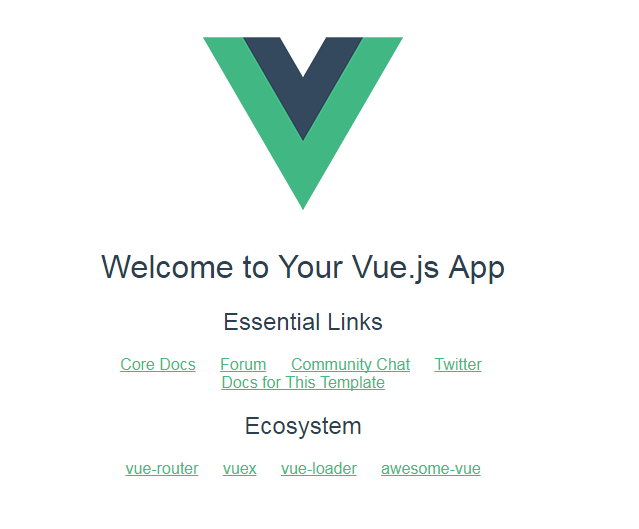 Welcome to Your Vue.js App
Essential Links
Core Docs Forum Community Chat Twitter
Docs for This Template
Ecosystem
vue-router vuex vue-loader awesome-vue